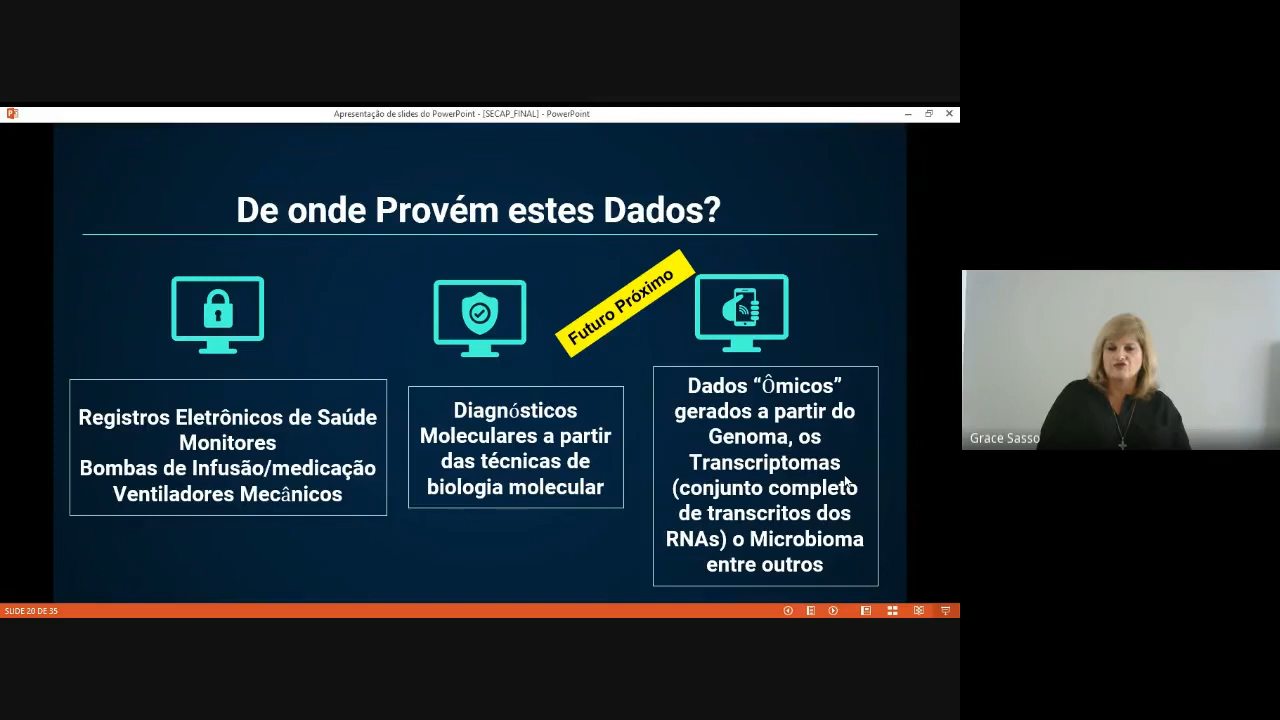 Apresentação de slides do PowerPoint - [SECAP_FINAL] - PowerPoint
De onde Provém estes Dados?
Futuro Próximo
Registros Eletrônicos de Saúde
Monitores
Bombas de Infusão/medicação
Ventiladores Mecânicos
Diagnósticos
Moleculares a partir
das técnicas de
biologia molecular
Dados “Ômicos”
gerados a partir do
Genoma, os
Transcriptomas
(conjunto completo
de transcritos dos
RNAs) o Microbioma
entre outros
Grace Sasso
SLIDE 20 DE 35